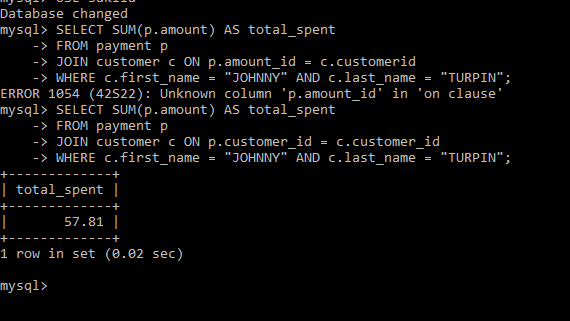 Database changed
mysql> SELECT SUM(p.amount) AS total_spent
    -> FROM payment p
    -> JOIN customer c ON p.amount_id = c.customerid
    -> WHERE c.first_name = "JOHNNY" AND c.last_name = "TURPIN";
ERROR 1054 (42S22): Unknown column 'p.amount_id' in 'on clause'
mysql> SELECT SUM(p.amount) AS total_spent
    -> FROM payment p
    -> JOIN customer c ON p.customer_id = c.customer_id
    -> WHERE c.first_name = "JOHNNY" AND c.last_name = "TURPIN";
+-------------+
| total_spent |
+-------------+
|       57.81 |
+-------------+
1 row in set (0.02 sec)
mysql>